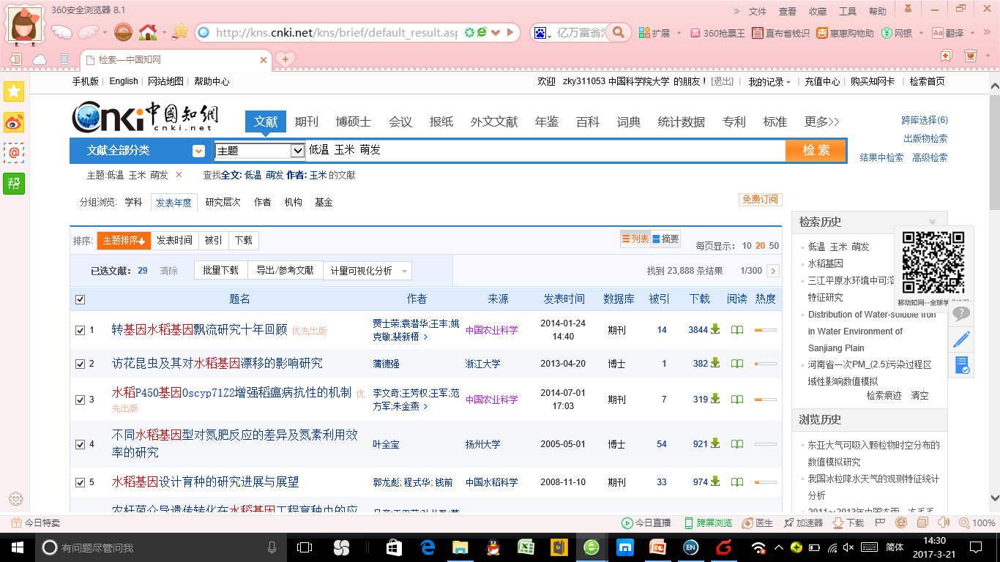 360安全浏览器 8.1
文件 查看 收藏 工具 帮助
http://kns.cnki.net/kns/brief/default_result.asp
亿万富翁
扩展 360抢票王 直布省钱识 惠惠购物助 网银 翻译
检索—中国知网
手机版 English 网站地图 帮助中心
欢迎 zky311053 中国科学院大学 的朋友！ [退出] 我的记录 充值中心 购买知网卡 检索首页
cnki 中国知网
cnki.net
文献 期刊 博硕士 会议 报纸 外文文献 年鉴 百科 词典 统计数据 专利 标准 更多>>
跨库选择(6)
出版物检索
结果中检索 高级检索
文献全部分类 主题 低温 玉米 萌发 检索
主题:低温 玉米 萌发 × 查找全文: 低温 萌发 作者: 玉米 的文献
分组浏览: 学科 发表年度 研究层次 作者 机构 基金
免费订阅
排序: 主题排序 发表时间 被引 下载
列表 摘要 每页显示: 10 20 50
已选文献: 29 清除 批量下载 导出/参考文献 计量可视化分析
找到 23,888 条结果 1/300
题名 作者 来源 发表时间 数据库 被引 下载 阅读 热度
1 转基因水稻基因飘流研究十年回顾 优先出版 贾士荣;袁潜华;王丰;姚克敏;裴新梧 中国农业科学 2014-01-24 14:40 期刊 14 3844
2 访花昆虫及其对水稻基因漂移的影响研究 蒲德强 浙江大学 2013-04-20 博士 1 382
3 水稻P450基因Oscyp71Z2增强稻瘟病抗性的机制 优先出版 李文奇;王芳权;王军;范方军;朱金燕 中国农业科学 2014-07-01 17:03 期刊 7 319
4 不同水稻基因型对氮肥反应的差异及氮素利用效率的研究 叶全宝 扬州大学 2005-05-01 博士 54 921
5 水稻基因设计育种的研究进展与展望 郭龙彪; 程式华; 钱前 中国水稻科学 2008-11-10 期刊 33 974
检索历史
低温 玉米 萌发
水稻基因
三江平原水环境中可溶
特征研究
Distribution of Water-soluble Iron
in Water Environment of
Sanjiang Plain
河南省一次PM_(2.5)污染过程区
域性影响数值模拟
检索痕迹 清空
浏览历史
东亚大气可吸入颗粒物时空分布的
数值模拟研究
我国冰粒降水天气的观测特征统计
分析
帮
今日特卖
今日直播 跨屏浏览 医生 加速器 下载 100%
有问题尽管问我
EN
简体
14:30
2017-3-21